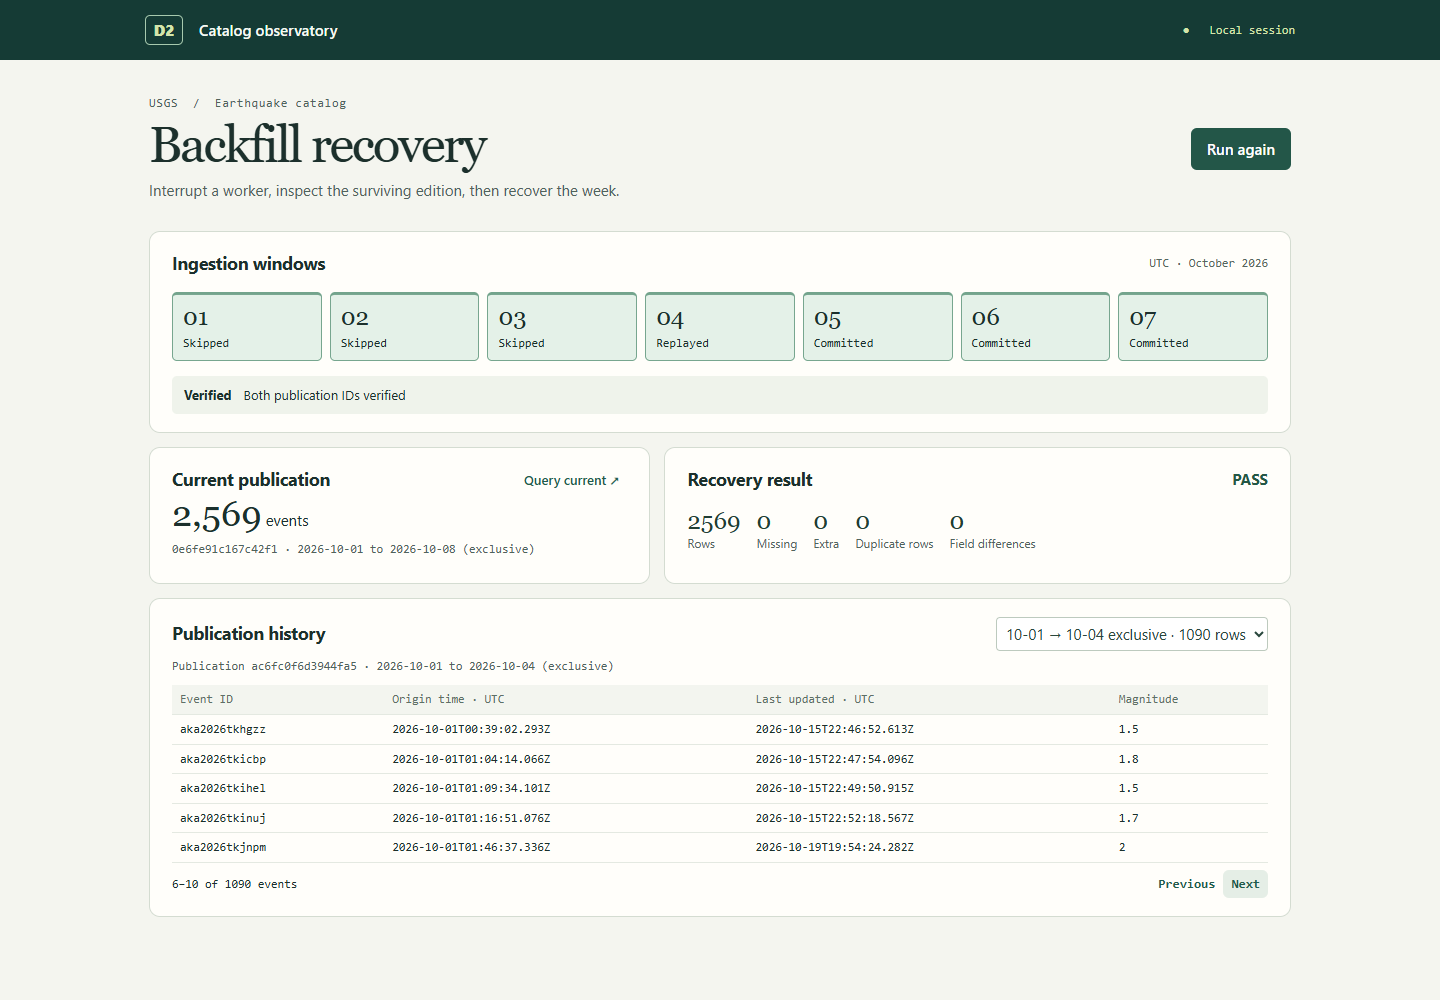 D2 Catalog observatory
● Local session
USGS / Earthquake catalog
Backfill recovery
Run again
Interrupt a worker, inspect the surviving edition, then recover the week.
Ingestion windows
UTC · October 2026
01 02 03 04 05 06 07
Skipped Skipped Skipped Replayed Committed Committed Committed
Verified Both publication IDs verified
Current publication
Query current ↗
2,569 events
0e6fe91c167c42f1 · 2026-10-01 to 2026-10-08 (exclusive)
Recovery result
PASS
2569 0 0 0 0
Rows Missing Extra Duplicate rows Field differences
Publication history
10-01 → 10-04 exclusive · 1090 rows
Publication ac6fc0f6d3944fa5 · 2026-10-01 to 2026-10-04 (exclusive)
Event ID Origin time · UTC Last updated · UTC Magnitude
aka2026tkhgzz 2026-10-01T00:39:02.293Z 2026-10-15T22:46:52.613Z 1.5
aka2026tkicbp 2026-10-01T01:04:14.066Z 2026-10-15T22:47:54.096Z 1.8
aka2026tkihel 2026-10-01T01:09:34.101Z 2026-10-15T22:49:50.915Z 1.5
aka2026tkinuj 2026-10-01T01:16:51.076Z 2026-10-15T22:52:18.567Z 1.7
aka2026tkjnpm 2026-10-01T01:46:37.336Z 2026-10-19T19:54:24.282Z 2
6–10 of 1090 events
Previous Next